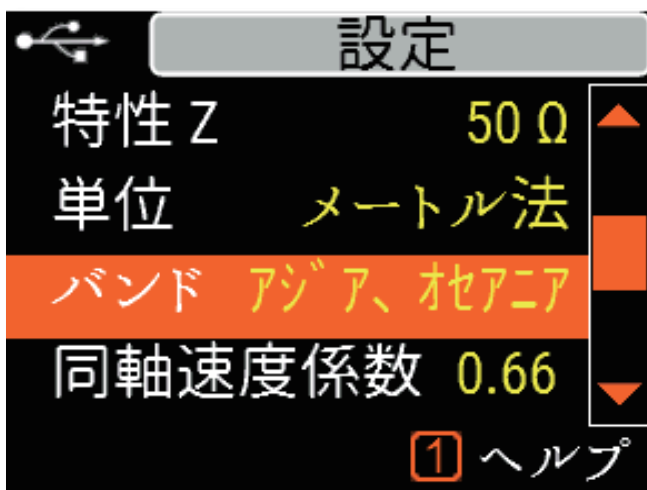 設定
特性 Z 50 Ω
単位 メートル法
バンド アジア、オセアニア
同軸速度係数 0.66
1 ヘルプ